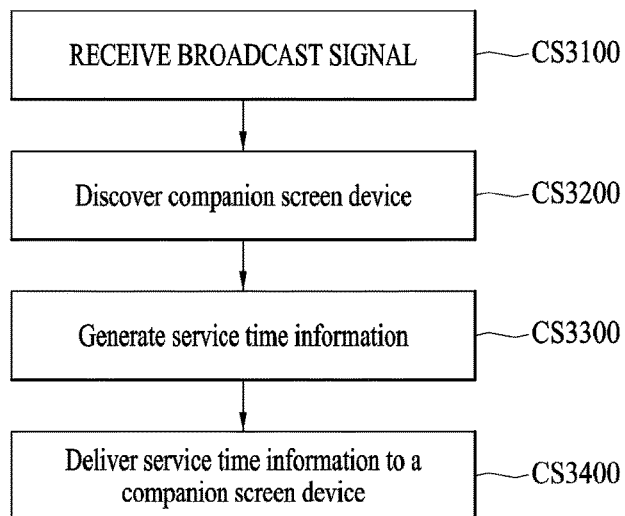 RECEIVE BROADCAST SIGNAL
CS3100
Discover companion screen device
CS3200
Generate service time information
CS3300
Deliver service time information to a
companion screen device
CS3400